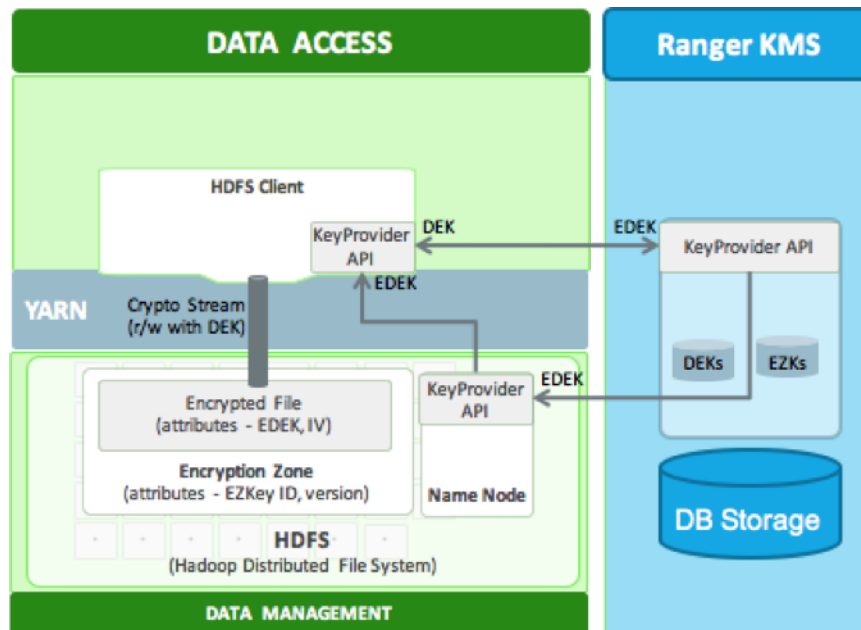 DATA ACCESS
Ranger KMS
HDFS Client
KeyProvider
API
DEK
EDEK
KeyProvider API
EDEK
YARN
Crypto Stream
(r/w with DEK)
DEKs
EZKs
Encrypted File
(attributes - EDEK, IV)
KeyProvider
API
EDEK
Encryption Zone
(attributes - EZKey ID, version)
Name Node
DB Storage
HDFS
(Hadoop Distributed File System)
DATA MANAGEMENT